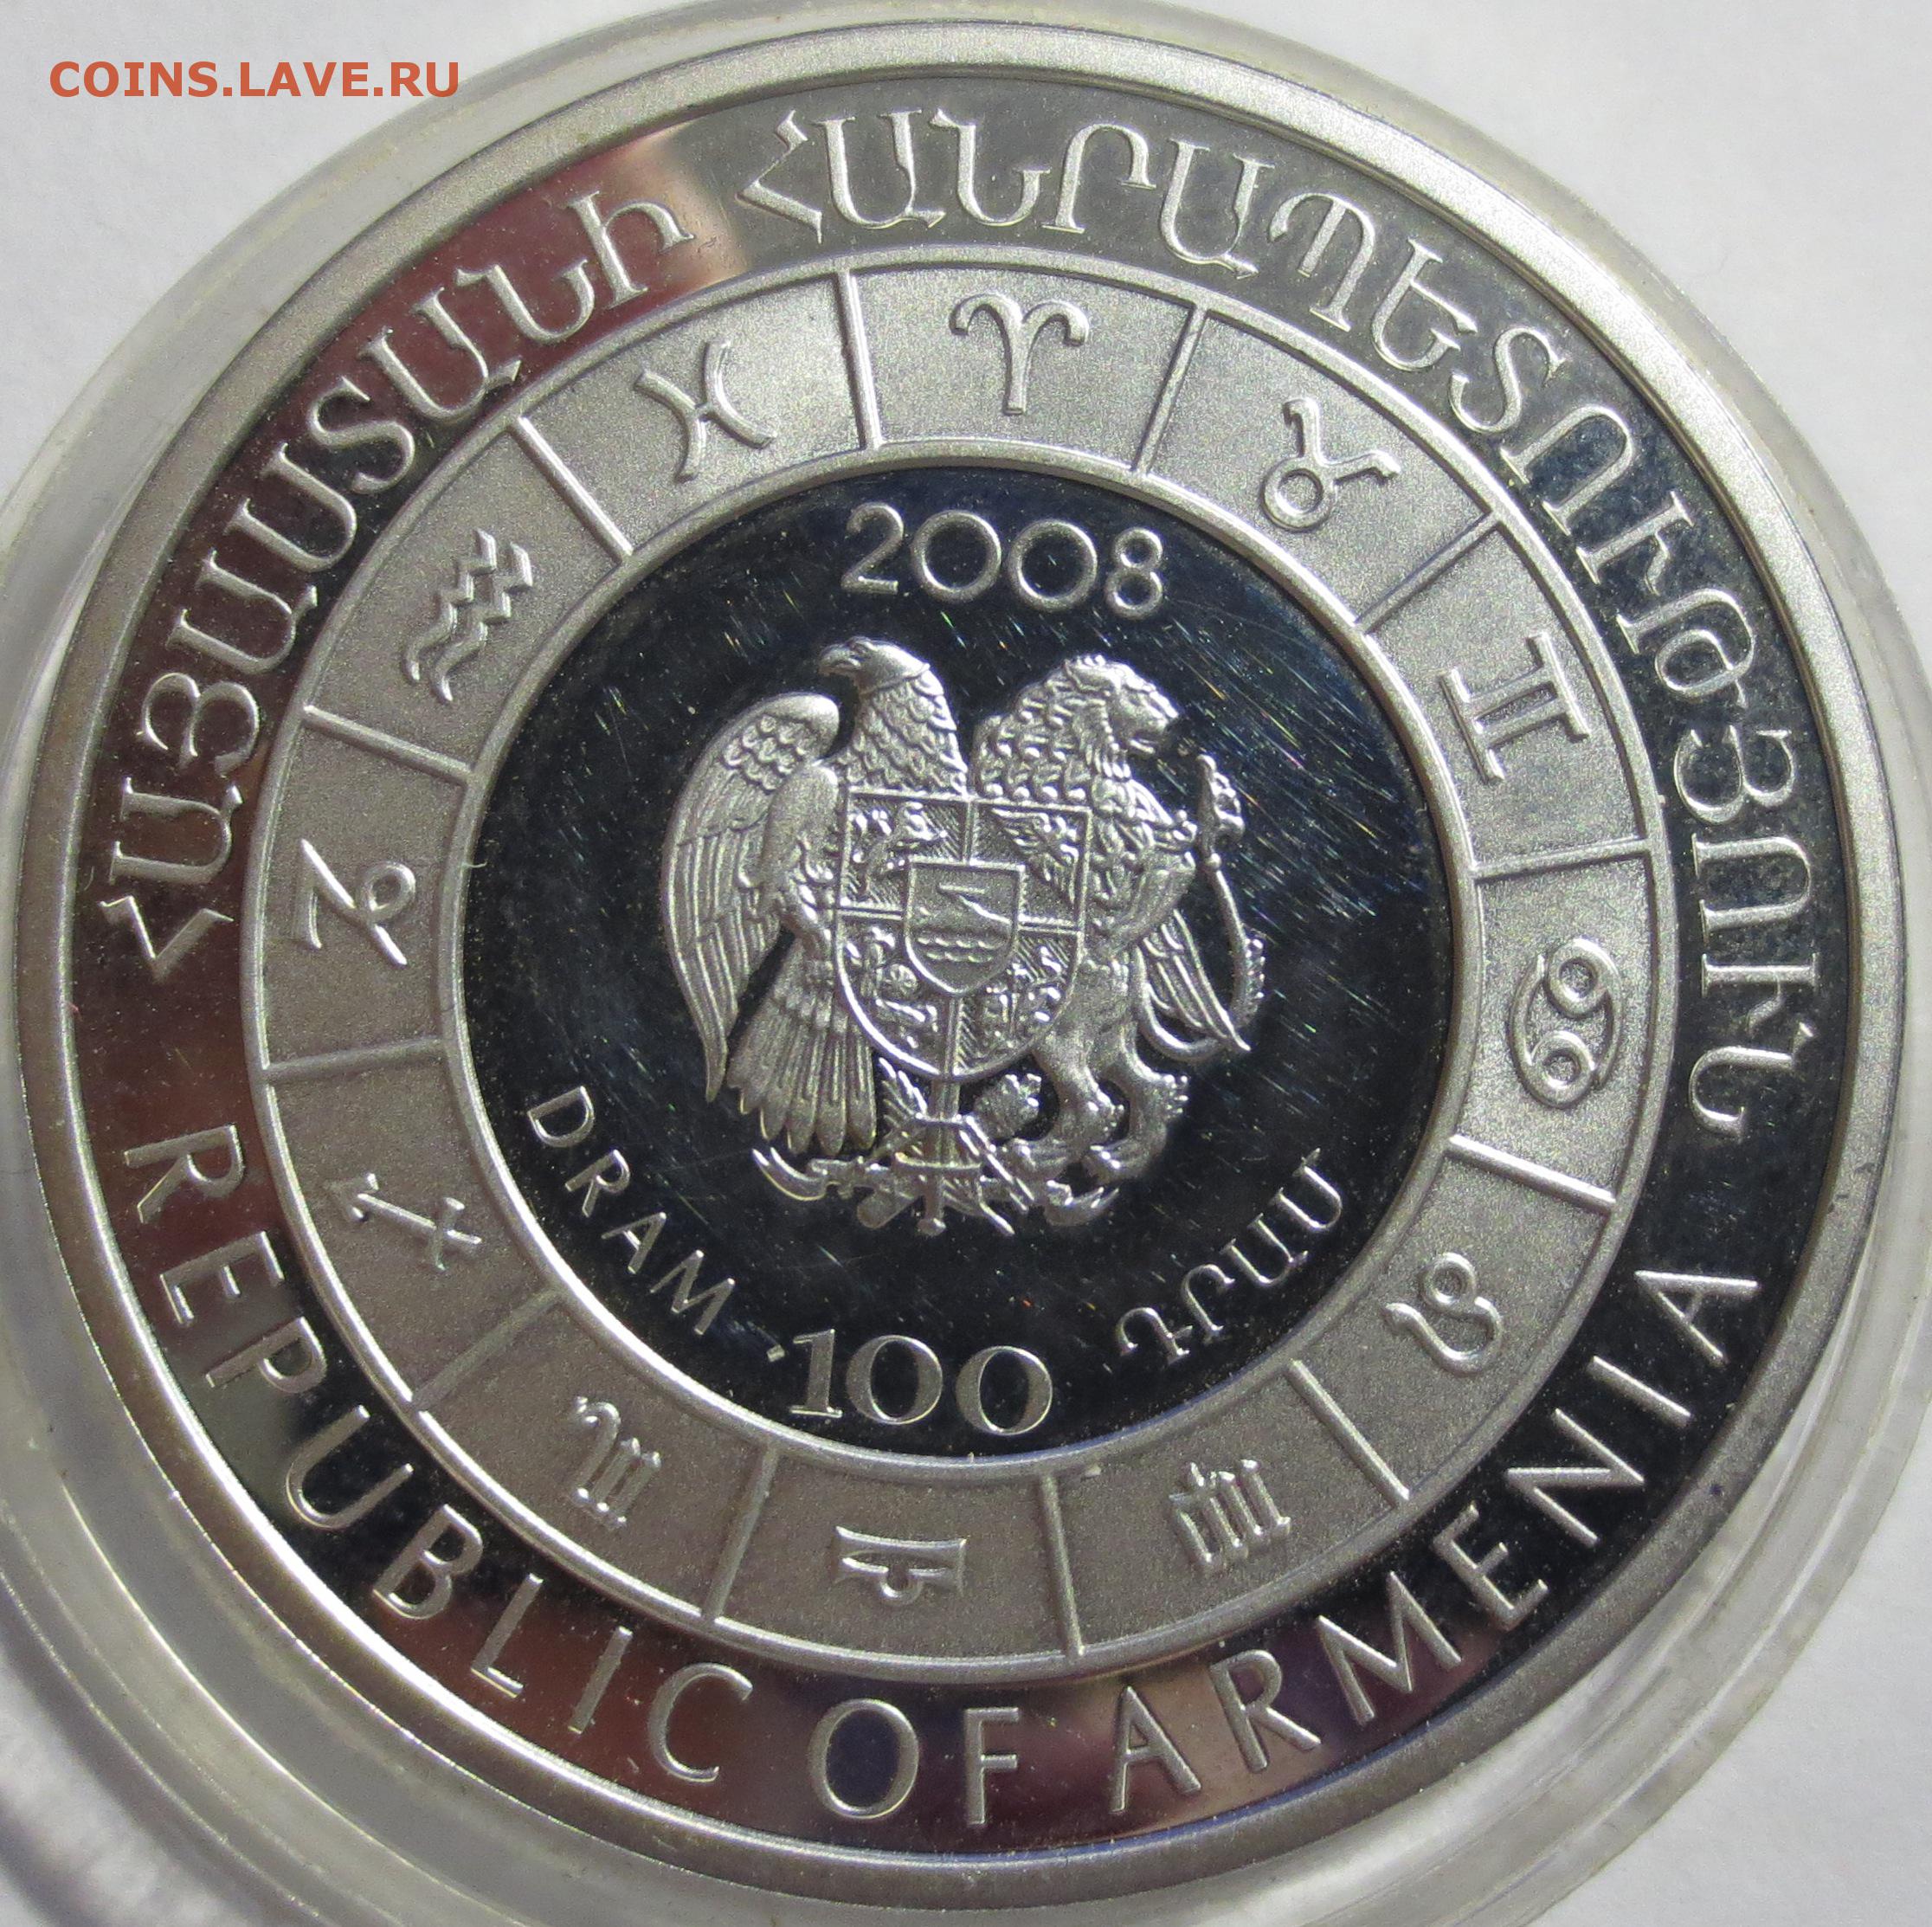 COINS.LAVE.RU
ՀԱՅԱՍՏԱՆԻ ՀԱՆՐԱՊԵՏՈՒԹՅՈՒՆ
2008
DRAM 100 ԴՐԱՄ
REPUBLIC OF ARMENIA